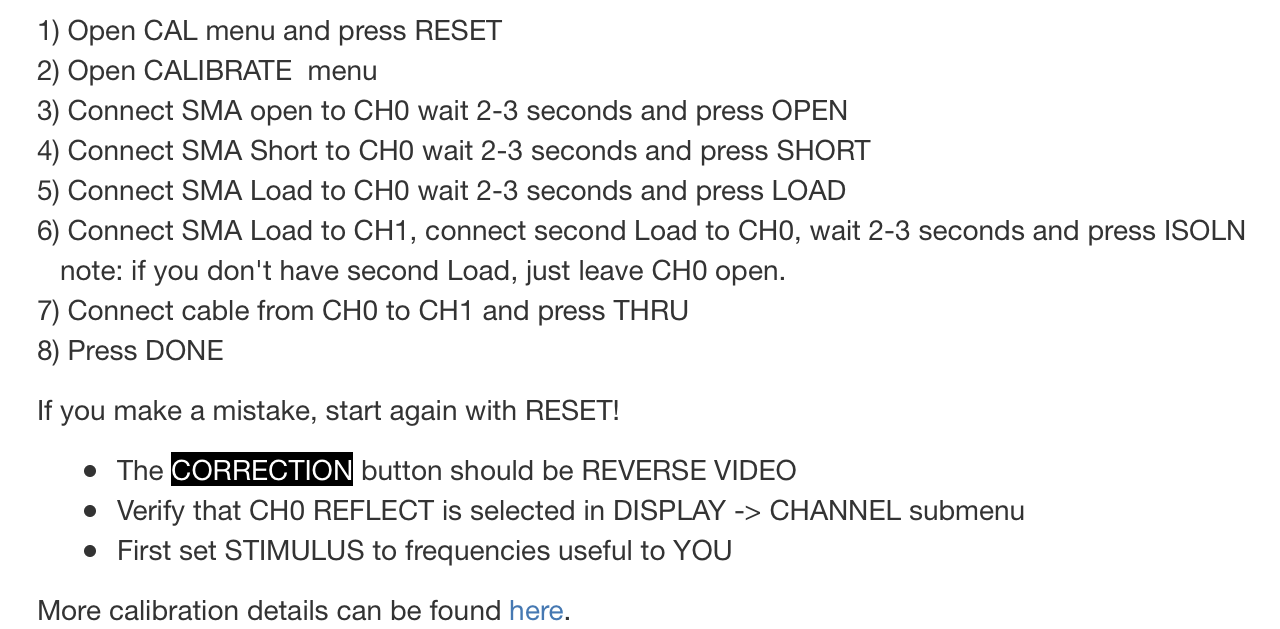 1) Open CAL menu and press RESET
2) Open CALIBRATE  menu
3) Connect SMA open to CH0 wait 2-3 seconds and press OPEN
4) Connect SMA Short to CH0 wait 2-3 seconds and press SHORT
5) Connect SMA Load to CH0 wait 2-3 seconds and press LOAD
6) Connect SMA Load to CH1, connect second Load to CH0, wait 2-3 seconds and press ISOLN
note: if you don't have second Load, just leave CH0 open.
7) Connect cable from CH0 to CH1 and press THRU
8) Press DONE
If you make a mistake, start again with RESET!
● The CORRECTION button should be REVERSE VIDEO
● Verify that CH0 REFLECT is selected in DISPLAY -> CHANNEL submenu
● First set STIMULUS to frequencies useful to YOU
More calibration details can be found here.